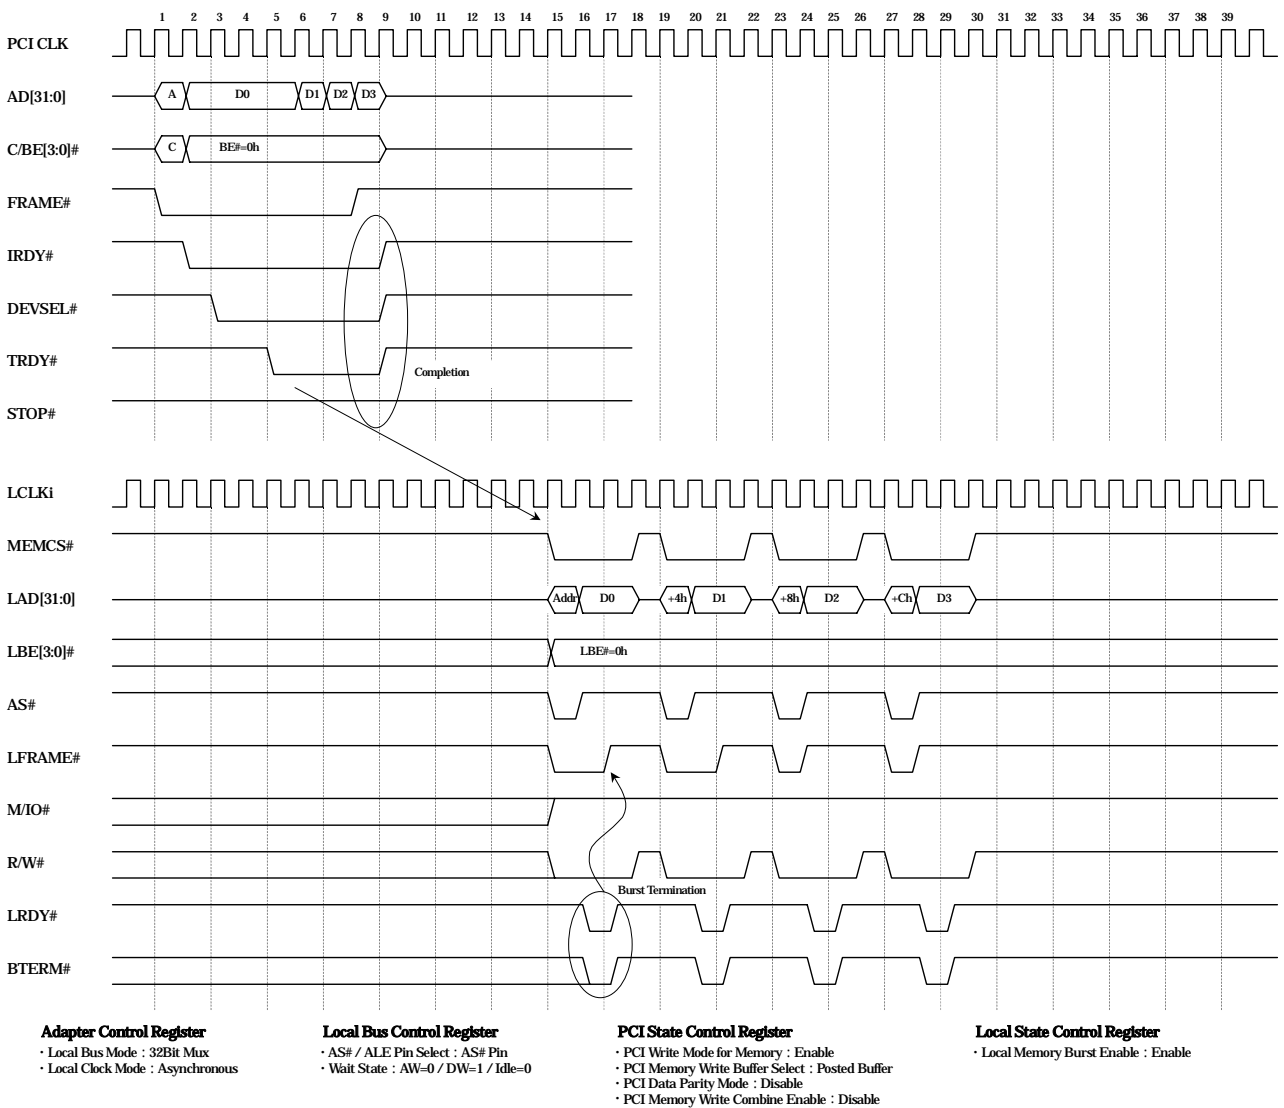 1 2 3 4 5 6 7 8 9 10 11 12 13 14 15 16 17 18 19 20 21 22 23 24 25 26 27 28 29 30 31 32 33 34 35 36 37 38 39
PCI CLK
AD[31:0] A D0 D1 D2 D3
C/BE[3:0]# C BE#=0h
FRAME#
IRDY#
DEVSEL#
TRDY#
Completion
STOP#
LCLKi
MEMCS#
LAD[31:0] Addr D0 +4h D1 +8h D2 +Ch D3
LBE[3:0]# LBE#=0h
AS#
LFRAME#
M/IO#
R/W#
Burst Termination
LRDY#
BTERM#
Adapter Control Register
· Local Bus Mode : 32Bit Mux
· Local Clock Mode : Asynchronous
Local Bus Control Register
· AS# / ALE Pin Select : AS# Pin
· Wait State : AW=0 / DW=1 / Idle=0
PCI State Control Register
· PCI Write Mode for Memory : Enable
· PCI Memory Write Buffer Select : Posted Buffer
· PCI Data Parity Mode : Disable
· PCI Memory Write Combine Enable : Disable
Local State Control Register
· Local Memory Burst Enable : Enable